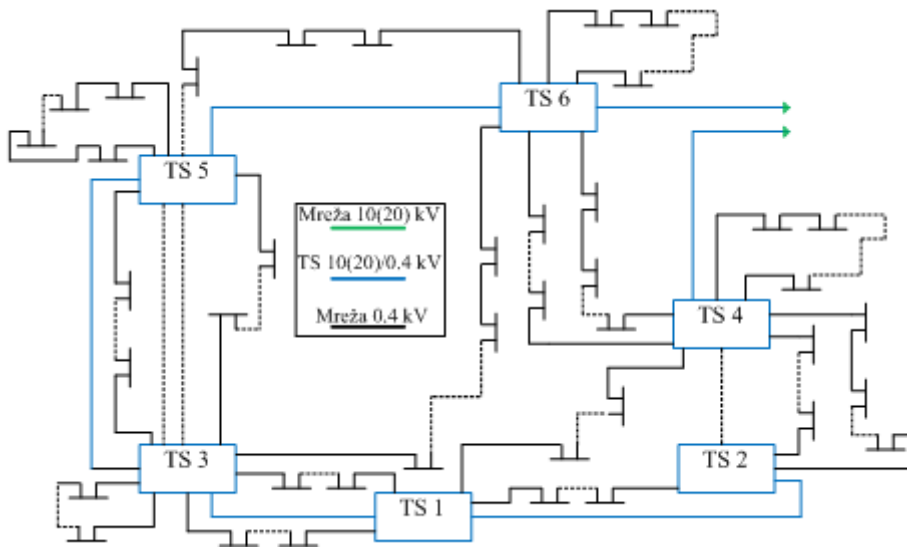 TS 6
TS 5
Mreža 10(20) kV
TS 10(20)/0.4 kV
Mreža 0.4 kV
TS 4
TS 3
TS 2
TS 1